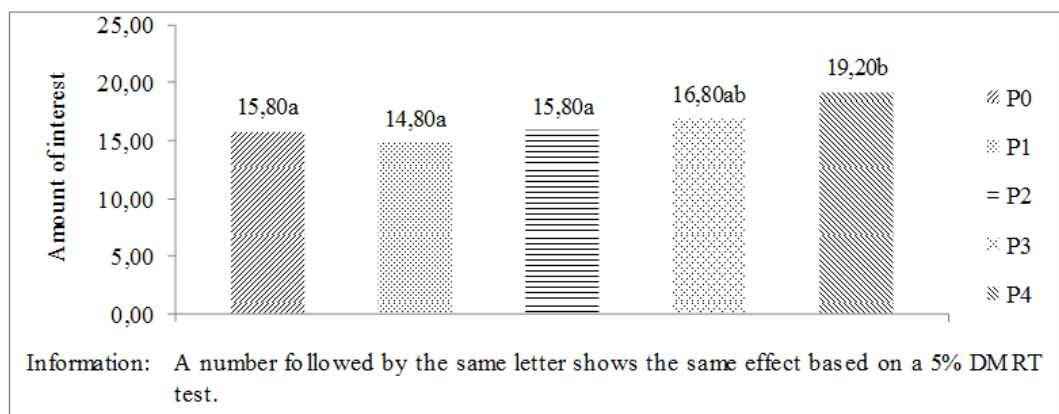 25,00
20,00
15,00
10,00
5,00
0,00
Amount of interest
15,80a
14,80a
15,80a
16,80ab
19,20b
P0
P1
P2
P3
P4
Information: A number followed by the same letter shows the same effect based on a 5% DMRT
test.